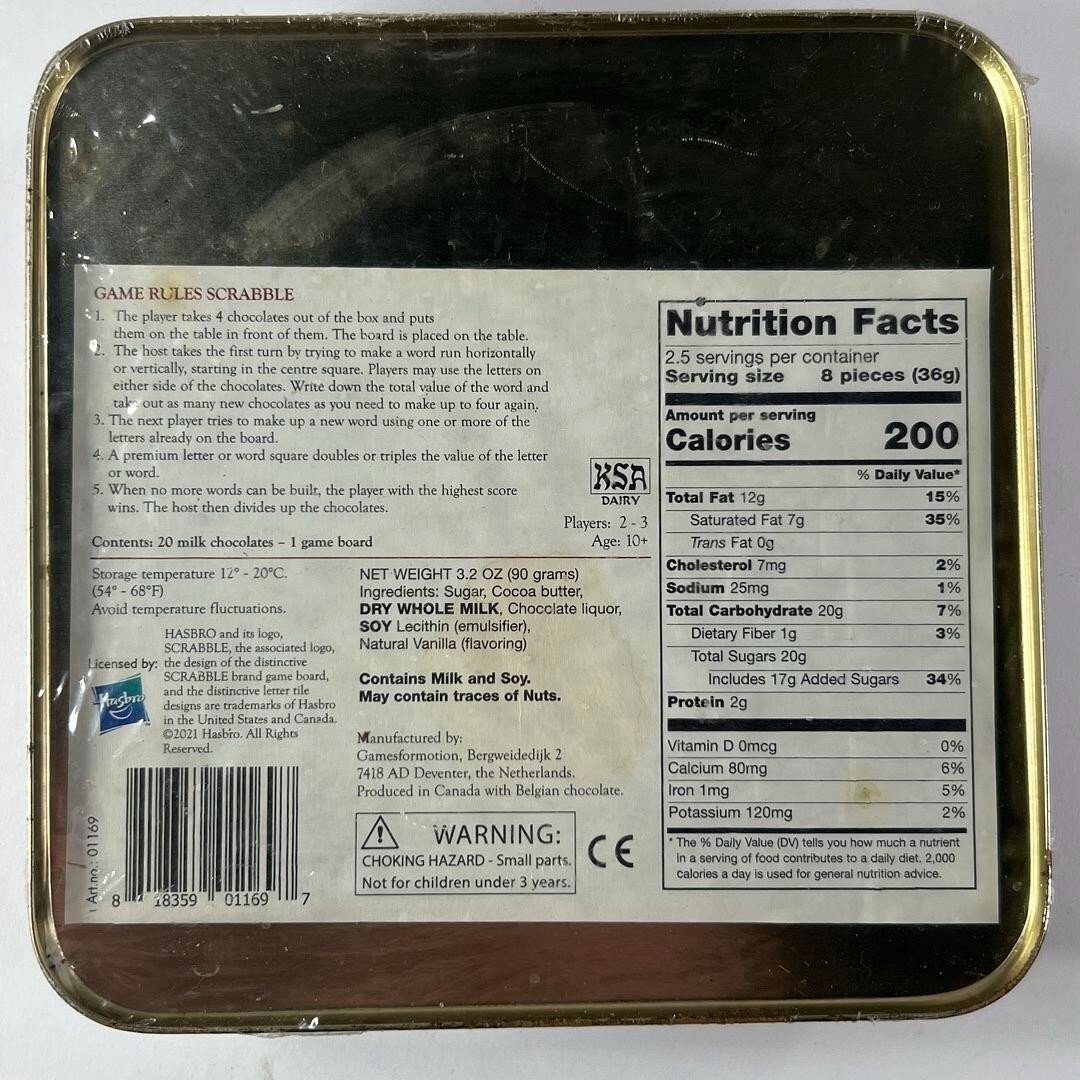 GAME RULES SCRABBLE
1. The player takes 4 chocolates out of the box and puts
them on the table in front of them. The board is placed on the table.
2. The host takes the first turn by trying to make a word run horizontally
or vertically, starting in the centre square. Players may use the letters on
either side of the chocolates. Write down the total value of the word and
take out as many new chocolates as you need to make up to four again.
3. The next player tries to make up a new word using one or more of the
letters already on the board.
4. A premium letter or word square doubles or triples the value of the letter
or word.
5. When no more words can be built, the player with the highest score
wins. The host then divides up the chocolates.
KSA
DAIRY
Players: 2 - 3
Age: 10+
Contents: 20 milk chocolates – 1 game board
Storage temperature 12° - 20°C.
(54° - 68°F)
Avoid temperature fluctuations.
Licensed by:
Hasbro
HASBRO and its logo,
SCRABBLE, the associated logo,
the design of the distinctive
SCRABBLE brand game board,
and the distinctive letter tile
designs are trademarks of Hasbro
in the United States and Canada.
©2021 Hasbro. All Rights
Reserved.
Art.no.: 01169
8 18359 01169 7
NET WEIGHT 3.2 OZ (90 grams)
Ingredients: Sugar, Cocoa butter,
DRY WHOLE MILK, Chocolate liquor,
SOY Lecithin (emulsifier),
Natural Vanilla (flavoring)
Contains Milk and Soy.
May contain traces of Nuts.
Manufactured by:
Gamesformotion, Bergweidedijk 2
7418 AD Deventer, the Netherlands.
Produced in Canada with Belgian chocolate.
WARNING:
CHOKING HAZARD - Small parts.
Not for children under 3 years.
CE
Nutrition Facts
2.5 servings per container
Serving size 8 pieces (36g)
Amount per serving
Calories 200
% Daily Value*
Total Fat 12g 15%
Saturated Fat 7g 35%
Trans Fat 0g
Cholesterol 7mg 2%
Sodium 25mg 1%
Total Carbohydrate 20g 7%
Dietary Fiber 1g 3%
Total Sugars 20g
Includes 17g Added Sugars 34%
Protein 2g
Vitamin D 0mcg 0%
Calcium 80mg 6%
Iron 1mg 5%
Potassium 120mg 2%
* The % Daily Value (DV) tells you how much a nutrient
in a serving of food contributes to a daily diet. 2,000
calories a day is used for general nutrition advice.